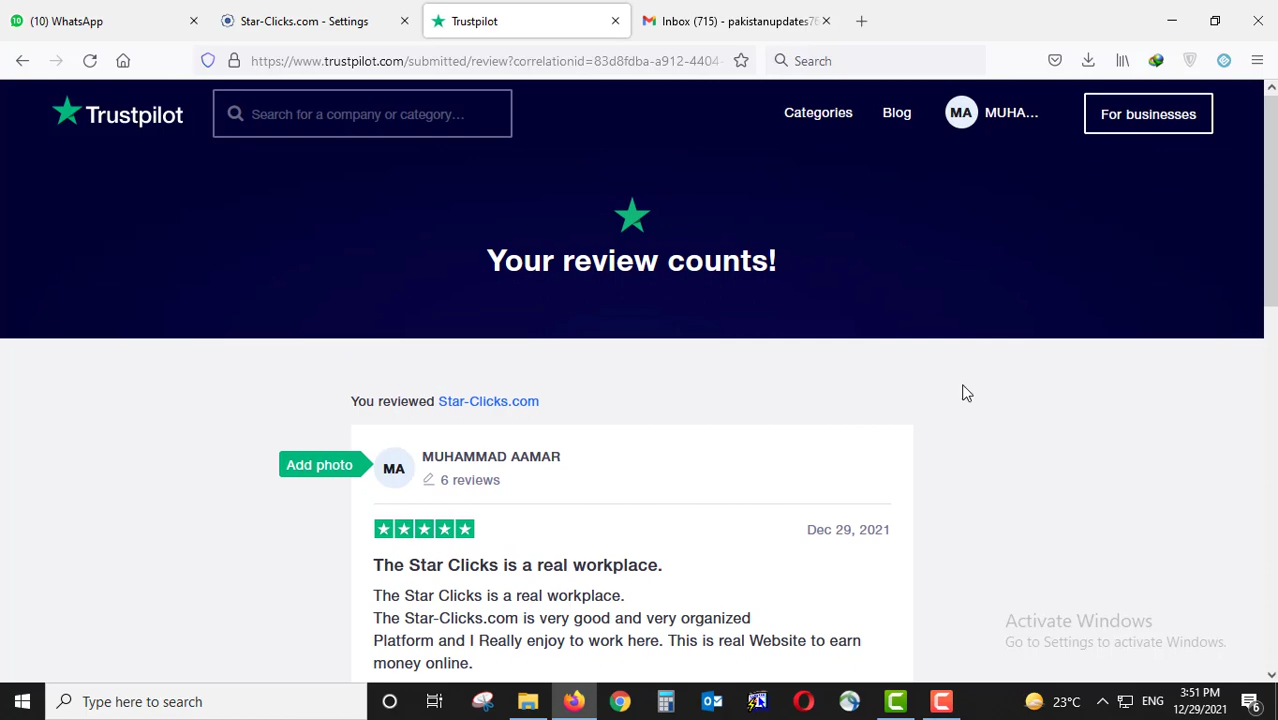 (10) WhatsApp
Star-Clicks.com - Settings
Trustpilot
Inbox (715) - pakistanupdates76
https://www.trustpilot.com/submitted/review?correlationid=83d8fdba-a912-4404-
Search
Trustpilot
Search for a company or category…
Categories
Blog
MA
MUHA...
For businesses
Your review counts!
You reviewed Star-Clicks.com
Add photo
MA
MUHAMMAD AAMAR
6 reviews
Dec 29, 2021
The Star Clicks is a real workplace.
The Star Clicks is a real workplace.
The Star-Clicks.com is very good and very organized
Platform and I Really enjoy to work here. This is real Website to earn
money online.
Activate Windows
Go to Settings to activate Windows.
Type here to search
23°C
ENG
3:51 PM
12/29/2021
6